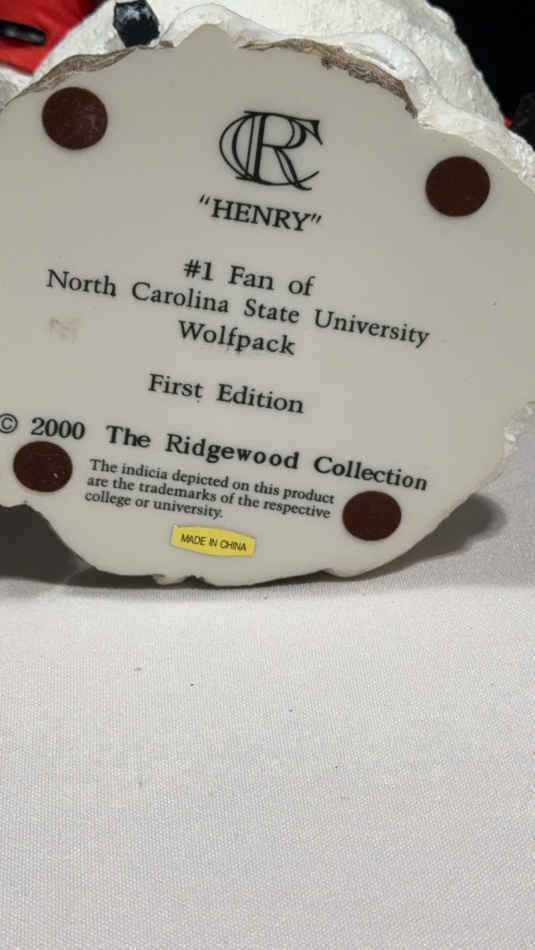 CR
“HENRY”
#1 Fan of
North Carolina State University
Wolfpack
First Edition
© 2000 The Ridgewood Collection
The indicia depicted on this product
are the trademarks of the respective
college or university.
MADE IN CHINA